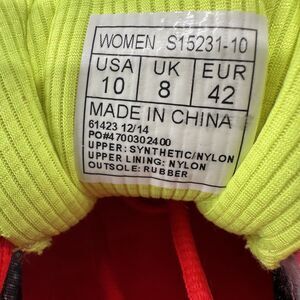 WOMEN S15231-10
USA UK EUR
10 8 42
MADE IN CHINA
61423 12/14
PO#4700302400
UPPER: SYNTHETIC/NYLON
UPPER LINING: NYLON
OUTSOLE: RUBBER